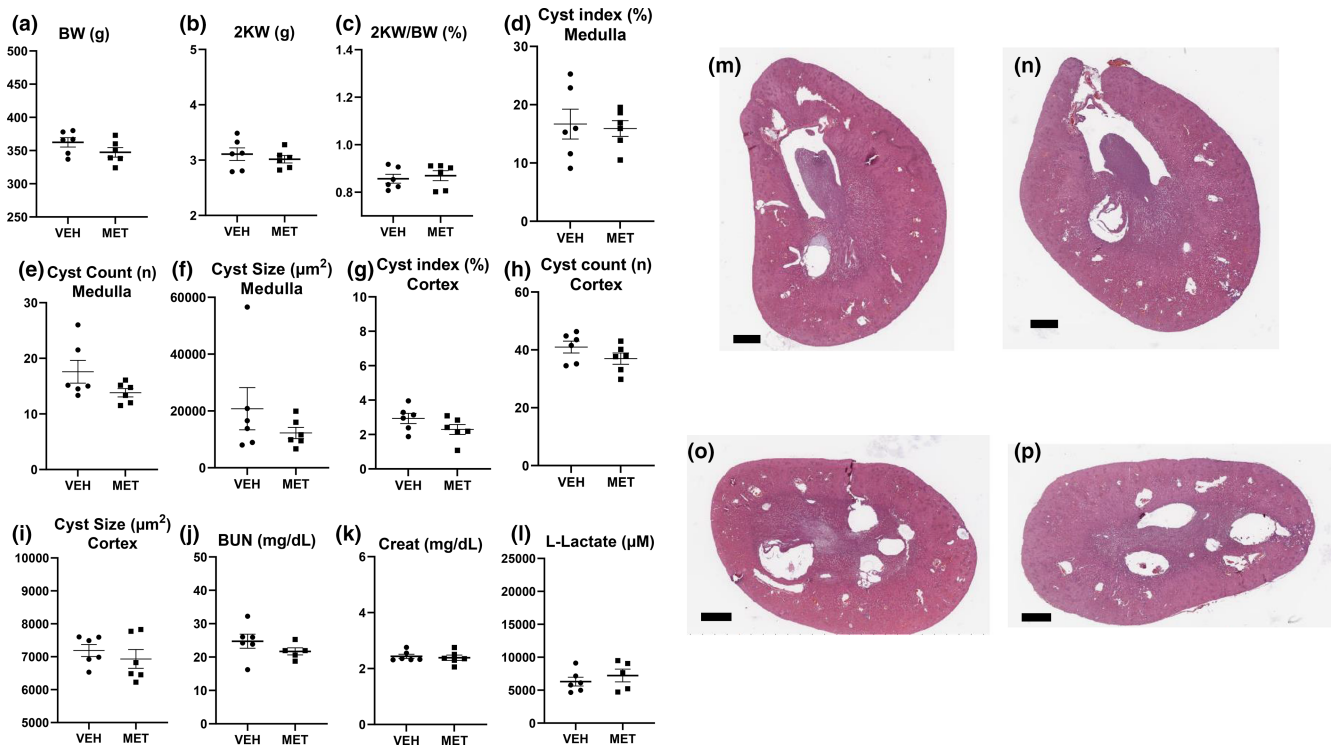 (a) BW (g)
500
450
400
350
300
250
VEH MET
(b) 2KW (g)
5
4
3
2
VEH MET
(c) 2KW/BW (%)
1.4
1.2
1.0
0.8
VEH MET
(d) Cyst index (%)
Medulla
30
20
10
0
VEH MET
(e) Cyst Count (n)
Medulla
30
20
10
0
VEH MET
(f) Cyst Size (µm²)
Medulla
60000
40000
20000
0
VEH MET
(g) Cyst index (%)
Cortex
10
8
6
4
2
0
VEH MET
(h) Cyst count (n)
Cortex
60
40
20
0
VEH MET
(i) Cyst Size (µm²)
Cortex
10000
9000
8000
7000
6000
5000
VEH MET
(j) BUN (mg/dL)
50
40
30
20
10
0
VEH MET
(k) Creat (mg/dL)
6
4
2
0
VEH MET
(l) L-Lactate (µM)
25000
20000
15000
10000
5000
0
VEH MET
(m)
(n)
(o)
(p)